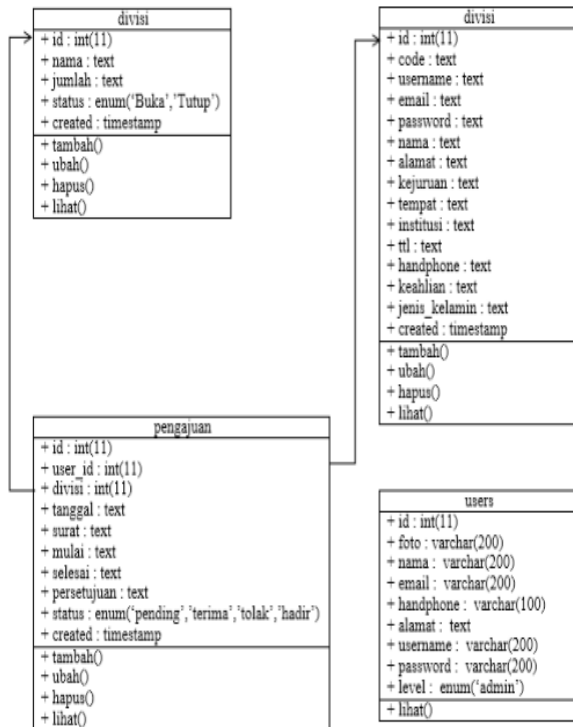 divisi
+ id : int(11)
+ nama : text
+ jumlah : text
+ status : enum(‘Buka’,’Tutup’)
+ created : timestamp
+ tambah()
+ ubah()
+ hapus()
+ lihat()
divisi
+ id : int(11)
+ code : text
+ username : text
+ email : text
+ password : text
+ nama : text
+ alamat : text
+ kejuruan : text
+ tempat : text
+ institusi : text
+ ttl : text
+ handphone : text
+ keahlian : text
+ jenis_kelamin : text
+ created : timestamp
+ tambah()
+ ubah()
+ hapus()
+ lihat()
pengajuan
+ id : int(11)
+ user_id : int(11)
+ divisi : int(11)
+ tanggal : text
+ surat : text
+ mulai : text
+ selesai : text
+ persetujuan : text
+ status : enum(‘pending’,’terima’,’tolak’,’hadir’)
+ created : timestamp
+ tambah()
+ ubah()
+ hapus()
+ lihat()
users
+ id : int(11)
+ foto : varchar(200)
+ nama : varchar(200)
+ email : varchar(200)
+ handphone : varchar(100)
+ alamat : text
+ username : varchar(200)
+ password : varchar(200)
+ level : enum(‘admin’)
+ lihat()